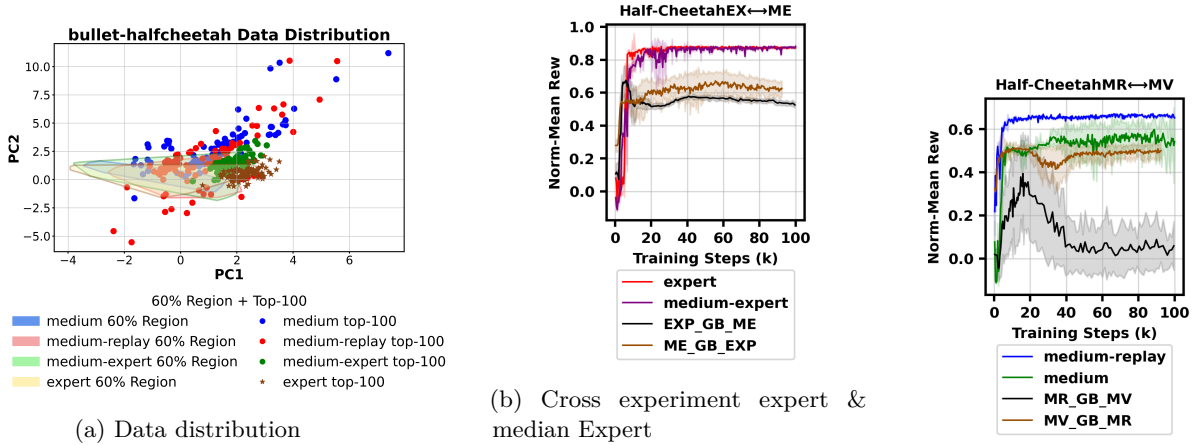 bullet-halfcheetah Data Distribution
PC2
10.0
7.5
5.0
2.5
0.0
−2.5
−5.0
−4 −2 0 2 4 6
PC1
60% Region + Top-100
medium 60% Region
medium-replay 60% Region
medium-expert 60% Region
expert 60% Region
medium top-100
medium-replay top-100
medium-expert top-100
expert top-100
(a) Data distribution
Half-CheetahEX⟷ME
Norm-Mean Rew
1.0
0.8
0.6
0.4
0.2
0.0
0 20 40 60 80 100
Training Steps (k)
expert
medium-expert
EXP_GB_ME
ME_GB_EXP
(b) Cross experiment expert &
median Expert
Half-CheetahMR⟷MV
Norm-Mean Rew
0.6
0.4
0.2
0.0
0 20 40 60 80 100
Training Steps (k)
medium-replay
medium
MR_GB_MV
MV_GB_MR